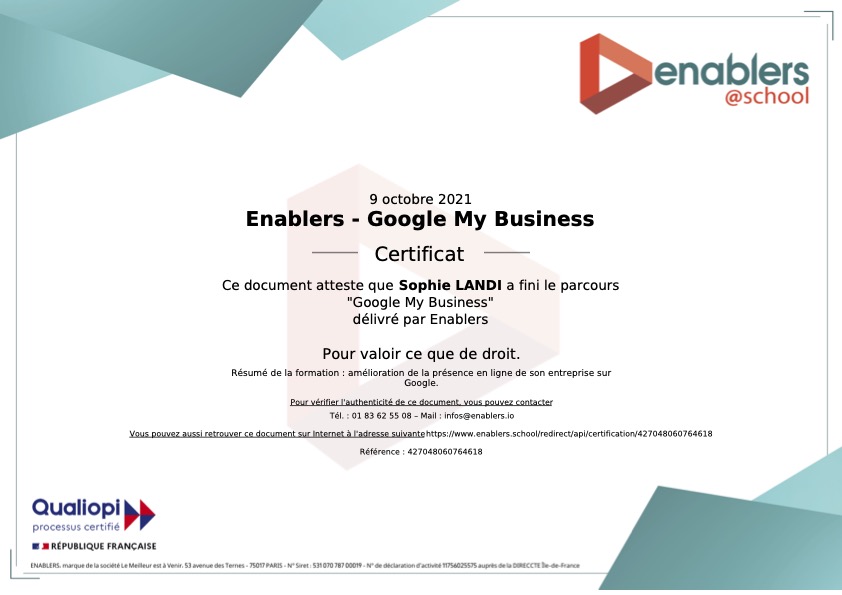 enablers
@school
9 octobre 2021
Enablers - Google My Business
Certificat
Ce document atteste que Sophie LANDI a fini le parcours
"Google My Business"
délivré par Enablers
Pour valoir ce que de droit.
Résumé de la formation : amélioration de la présence en ligne de son entreprise sur
Google.
Pour vérifier l'authenticité de ce document, vous pouvez contacter
Tél. : 01 83 62 55 08 – Mail : infos@enablers.io
Vous pouvez aussi retrouver ce document sur Internet à l'adresse suivante https://www.enablers.school/redirect/api/certification/427048060764618
Référence : 427048060764618
Qualiopi
processus certifié
RÉPUBLIQUE FRANÇAISE
ENABLERS, marque de la société Le Meilleur est à Venir. 53 avenue des Ternes - 75017 PARIS - N° Siret : 531 070 787 00019 - N° de déclaration d'activité 11756025575 auprès de la DIRECCTE Île-de-France